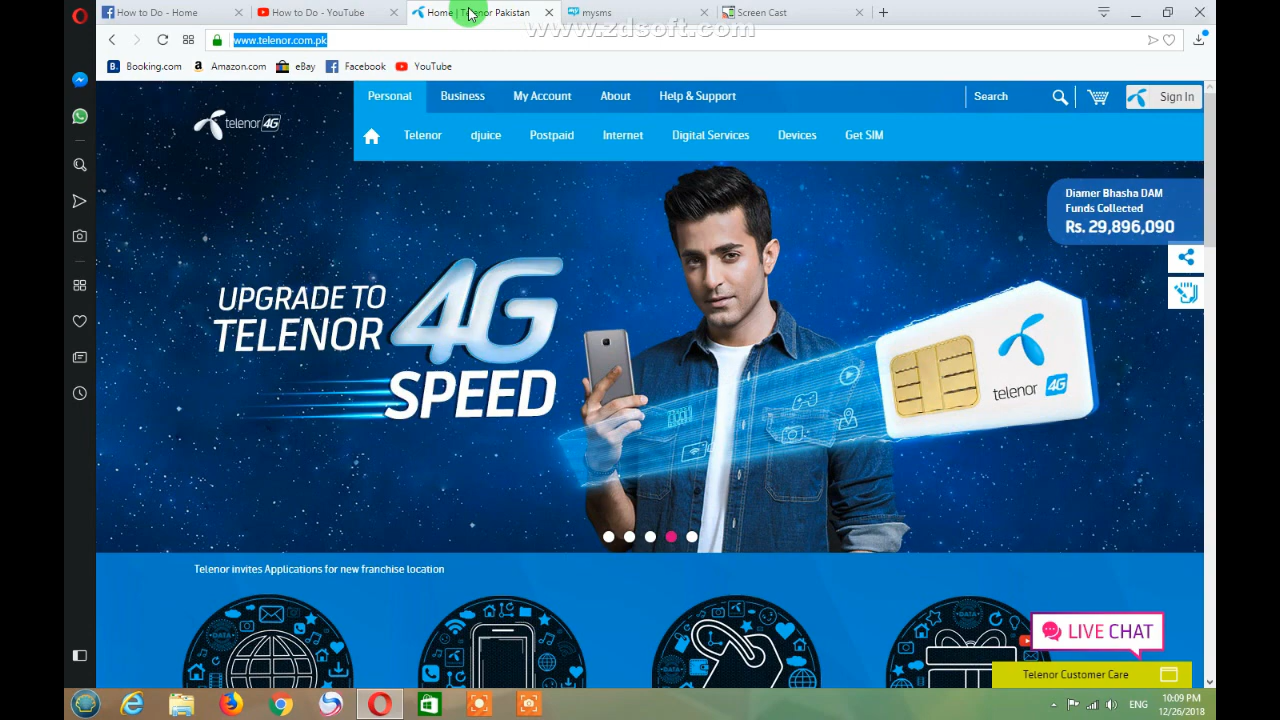 How to Do - Home
How to Do - YouTube
Home | Telenor Pakistan
mysms
Screen Cast
www.zdsoft.com
www.telenor.com.pk
B. Booking.com
a Amazon.com
eBay
Facebook
YouTube
Personal
Business
My Account
About
Help & Support
Search
Sign In
telenor 4G
Telenor
djuice
Postpaid
Internet
Digital Services
Devices
Get SIM
Diamer Bhasha DAM
Funds Collected
Rs. 29,896,090
UPGRADE TO
TELENOR 4G
SPEED
telenor 4G
Telenor invites Applications for new franchise location
DATA
DATA
DATA
DATA
LIVE CHAT
Telenor Customer Care
ENG
10:09 PM
12/26/2018